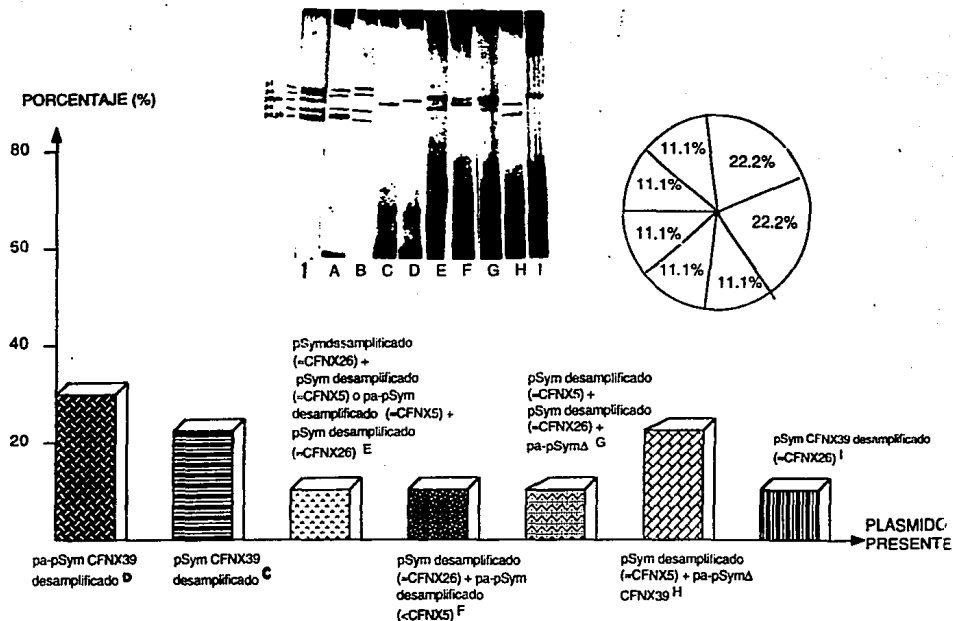 PORCENTAJE (%)
80
50
40
20
A B C D E F G H I
11.1%
22.2%
11.1%
22.2%
11.1%
11.1%
11.1%
pSymdesamplificado
(=CFNX26) +
pSym desamplificado
(=CFNX5) o pa-pSym
desamplificado (=CFNX5) +
pSym desamplificado
(=CFNX26) E
pSym desamplificado
(=CFNX5) +
pSym desamplificado
(=CFNX26) +
pa-pSym∆ G
pSym CFNX39 desamplificado
(=CFNX26) I
PLASMIDO
PRESENTE
pa-pSym CFNX39
desamplificado D
pSym CFNX39
desamplificado C
pSym desamplificado
(=CFNX26) + pa-pSym
desamplificado
(<CFNX5) F
pSym desamplificado
(=CFNX5) + pa-pSym∆
CFNX39 H